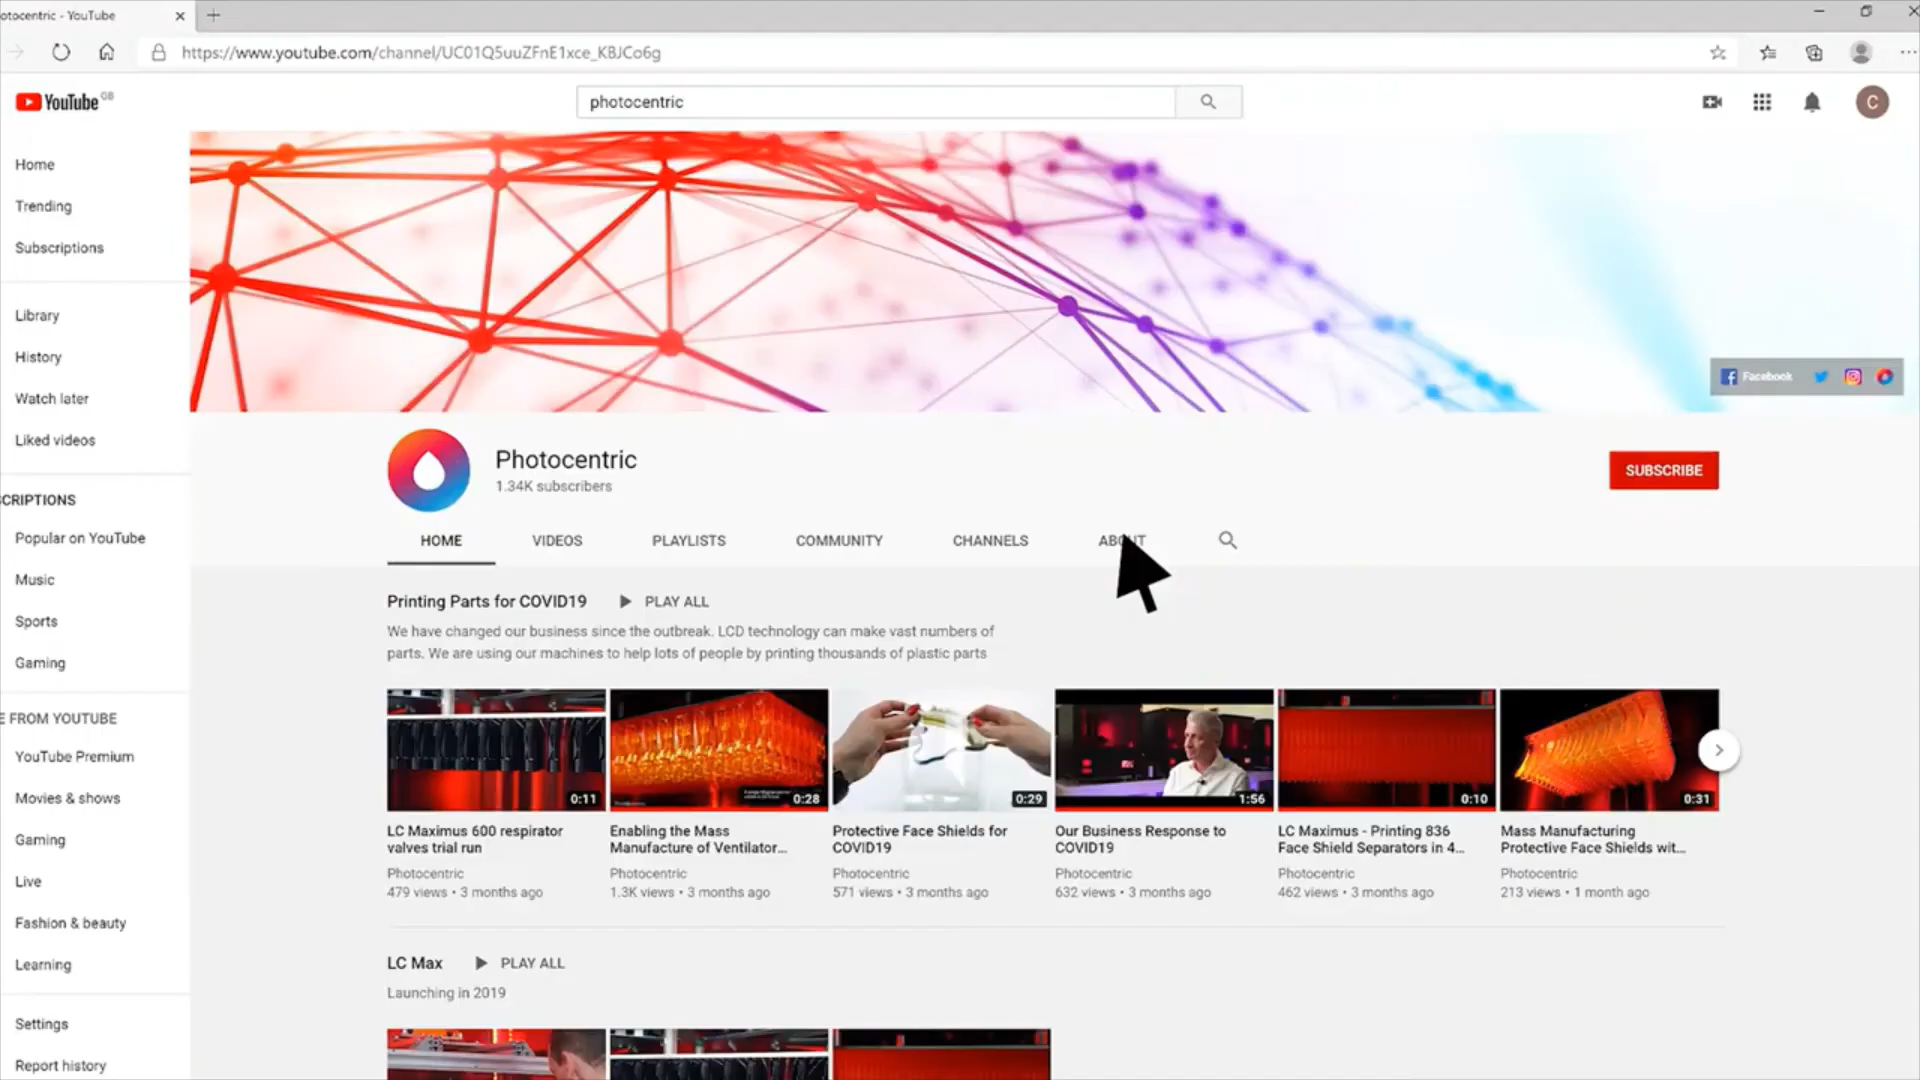 otocentric - YouTube
https://www.youtube.com/channel/UC01Q5uuZFnE1xce_KBJCo6g
YouTube GB
photocentric
C
Home
Trending
Subscriptions
Library
History
Watch later
Liked videos
CRIPTIONS
Popular on YouTube
Music
Sports
Gaming
E FROM YOUTUBE
YouTube Premium
Movies & shows
Gaming
Live
Fashion & beauty
Learning
Settings
Report history
Facebook
Photocentric
1.34K subscribers
SUBSCRIBE
HOME VIDEOS PLAYLISTS COMMUNITY CHANNELS ABOUT
Printing Parts for COVID19 PLAY ALL
We have changed our business since the outbreak. LCD technology can make vast numbers of
parts. We are using our machines to help lots of people by printing thousands of plastic parts
0:11
LC Maximus 600 respirator
valves trial run
Photocentric
479 views • 3 months ago
0:28
Enabling the Mass
Manufacture of Ventilator...
Photocentric
1.3K views • 3 months ago
0:29
Protective Face Shields for
COVID19
Photocentric
571 views • 3 months ago
1:56
Our Business Response to
COVID19
Photocentric
632 views • 3 months ago
0:10
LC Maximus - Printing 836
Face Shield Separators in 4...
Photocentric
462 views • 3 months ago
0:31
Mass Manufacturing
Protective Face Shields wit...
Photocentric
213 views • 1 month ago
LC Max PLAY ALL
Launching in 2019